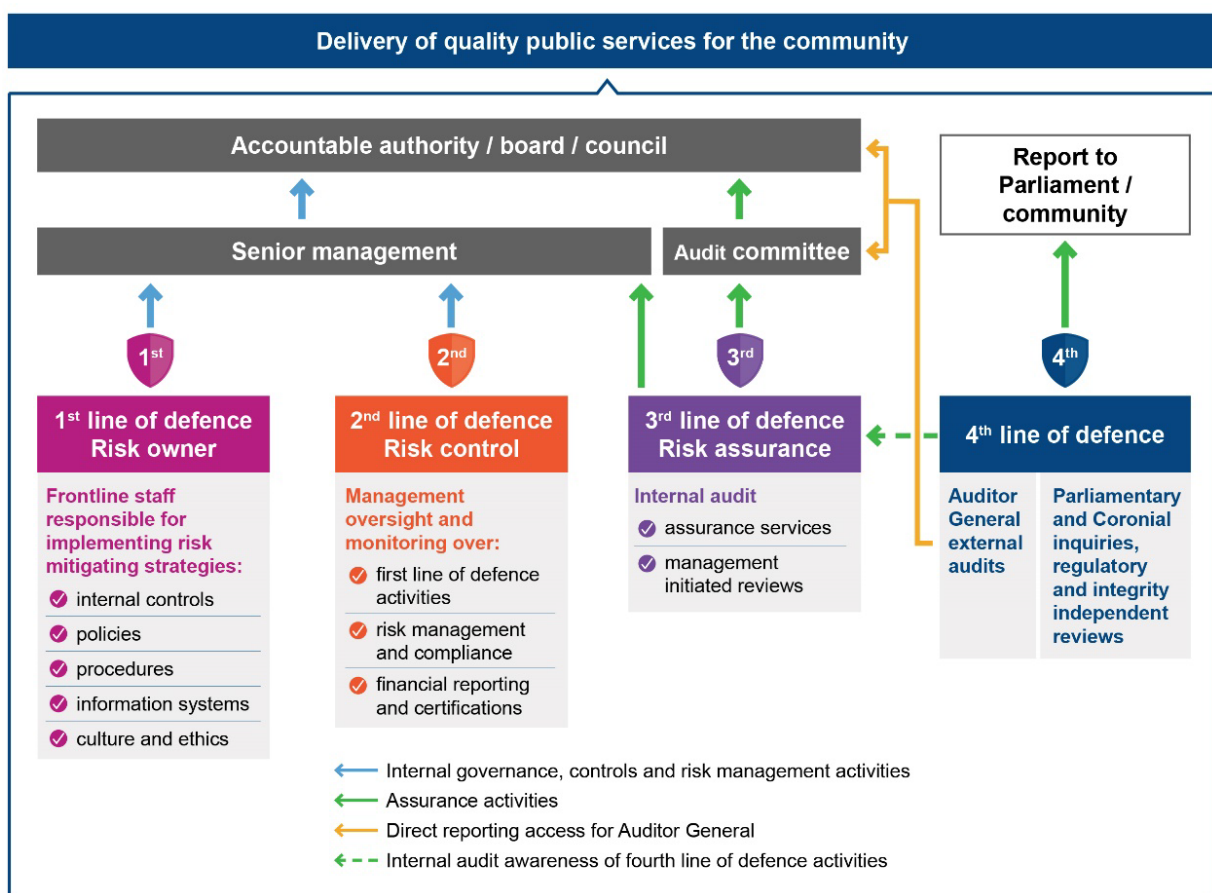 Delivery of quality public services for the community
Accountable authority / board / council
Report to
Parliament /
community
Senior management
Audit committee
1st
2nd
3rd
4th
1st line of defence
Risk owner
Frontline staff
responsible for
implementing risk
mitigating strategies:
internal controls
policies
procedures
information systems
culture and ethics
2nd line of defence
Risk control
Management
oversight and
monitoring over:
first line of defence
activities
risk management
and compliance
financial reporting
and certifications
3rd line of defence
Risk assurance
Internal audit
assurance services
management
initiated reviews
4th line of defence
Auditor
General
external
audits
Parliamentary
and Coronial
inquiries,
regulatory
and integrity
independent
reviews
Internal governance, controls and risk management activities
Assurance activities
Direct reporting access for Auditor General
Internal audit awareness of fourth line of defence activities